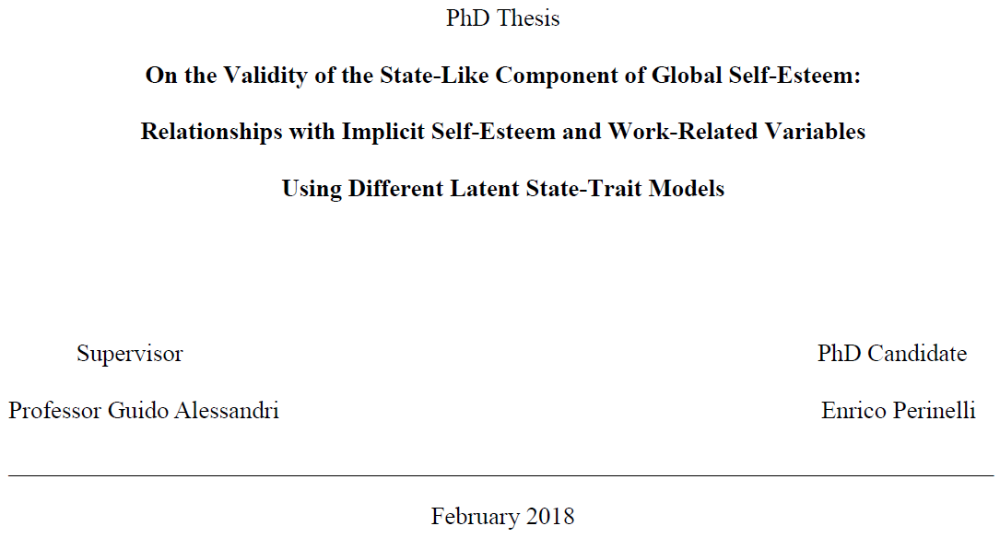 PhD Thesis
On the Validity of the State-Like Component of Global Self-Esteem:
Relationships with Implicit Self-Esteem and Work-Related Variables
Using Different Latent State-Trait Models
Supervisor PhD Candidate
Professor Guido Alessandri Enrico Perinelli
February 2018